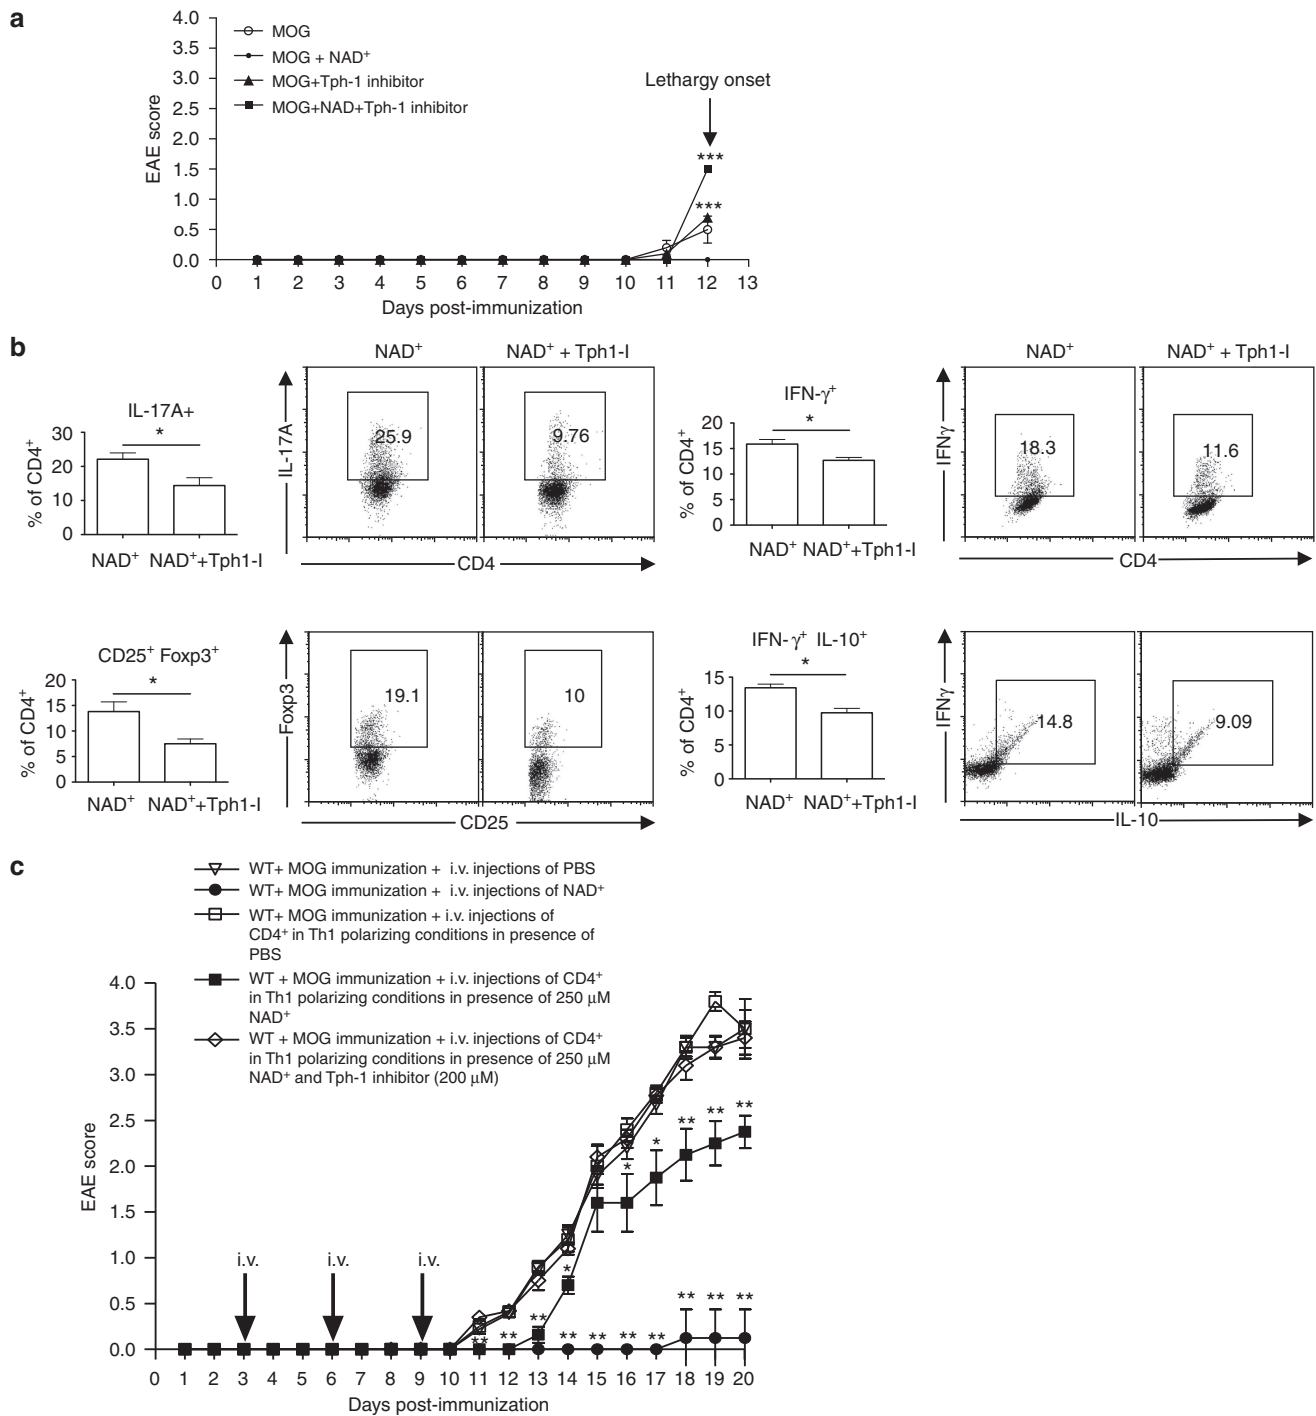 a
4.0
3.5
3.0
2.5
2.0
1.5
1.0
0.5
0.0
EAE score
MOG
MOG + NAD⁺
MOG+Tph-1 inhibitor
MOG+NAD+Tph-1 inhibitor
Lethargy onset
***
***
0 1 2 3 4 5 6 7 8 9 10 11 12 13
Days post-immunization
b
IL-17A+
*
30
20
10
0
% of CD4⁺
NAD⁺ NAD⁺+Tph1-I
NAD⁺ NAD⁺ + Tph1-I
IL-17A
25.9 9.76
CD4
IFN-γ⁺
*
20
15
10
5
0
% of CD4⁺
NAD⁺ NAD⁺+Tph1-I
NAD⁺ NAD⁺ + Tph1-I
IFNγ
18.3 11.6
CD4
CD25⁺ Foxp3⁺
*
20
15
10
5
0
% of CD4⁺
NAD⁺ NAD⁺+Tph1-I
Foxp3
19.1 10
CD25
IFN-γ⁺ IL-10⁺
*
15
10
5
0
% of CD4⁺
NAD⁺ NAD⁺+Tph1-I
IFNγ
14.8 9.09
IL-10
c
WT+ MOG immunization + i.v. injections of PBS
WT+ MOG immunization + i.v. injections of NAD⁺
WT+ MOG immunization + i.v. injections of
CD4⁺ in Th1 polarizing conditions in presence of
PBS
WT + MOG immunization + i.v. injections of CD4⁺
in Th1 polarizing conditions in presence of 250 μM
NAD⁺
WT + MOG immunization + i.v. injections of CD4⁺
in Th1 polarizing conditions in presence of 250 μM
NAD⁺ and Tph-1 inhibitor (200 μM)
4.0
3.5
3.0
2.5
2.0
1.5
1.0
0.5
0.0
EAE score
i.v. i.v. i.v.
** ** ** * * * ** ** **
** ** ** ** ** ** **
0 1 2 3 4 5 6 7 8 9 10 11 12 13 14 15 16 17 18 19 20
Days post-immunization